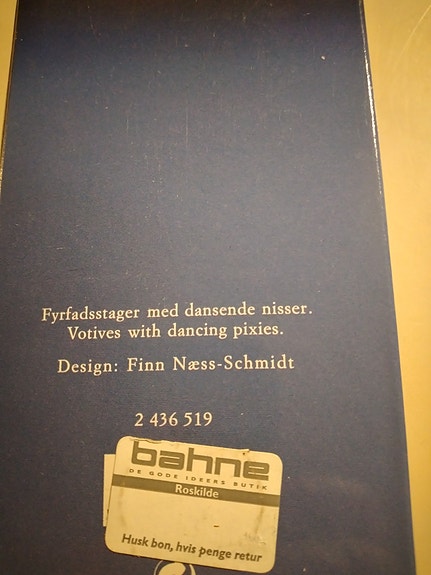 Fyrfadsstager med dansende nisser.
Votives with dancing pixies.
Design: Finn Næss-Schmidt
2 436 519
bahne
DE GODE IDEERS BUTIK
Roskilde
Husk bon, hvis penge retur